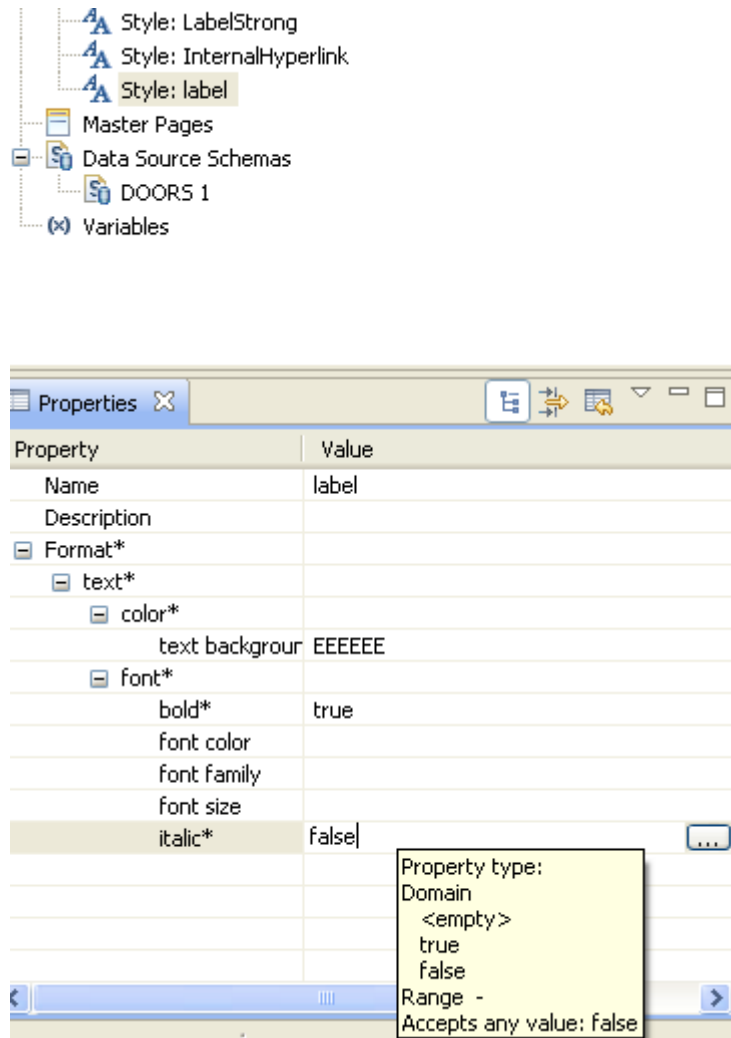 Style: LabelStrong
Style: InternalHyperlink
Style: label
Master Pages
Data Source Schemas
DOORS 1
(x) Variables
Properties
Property Value
Name label
Description
Format*
text*
color*
text backgrour EEEEEE
font*
bold* true
font color
font family
font size
italic* false ...
Property type:
Domain
<empty>
true
false
Range -
Accepts any value: false